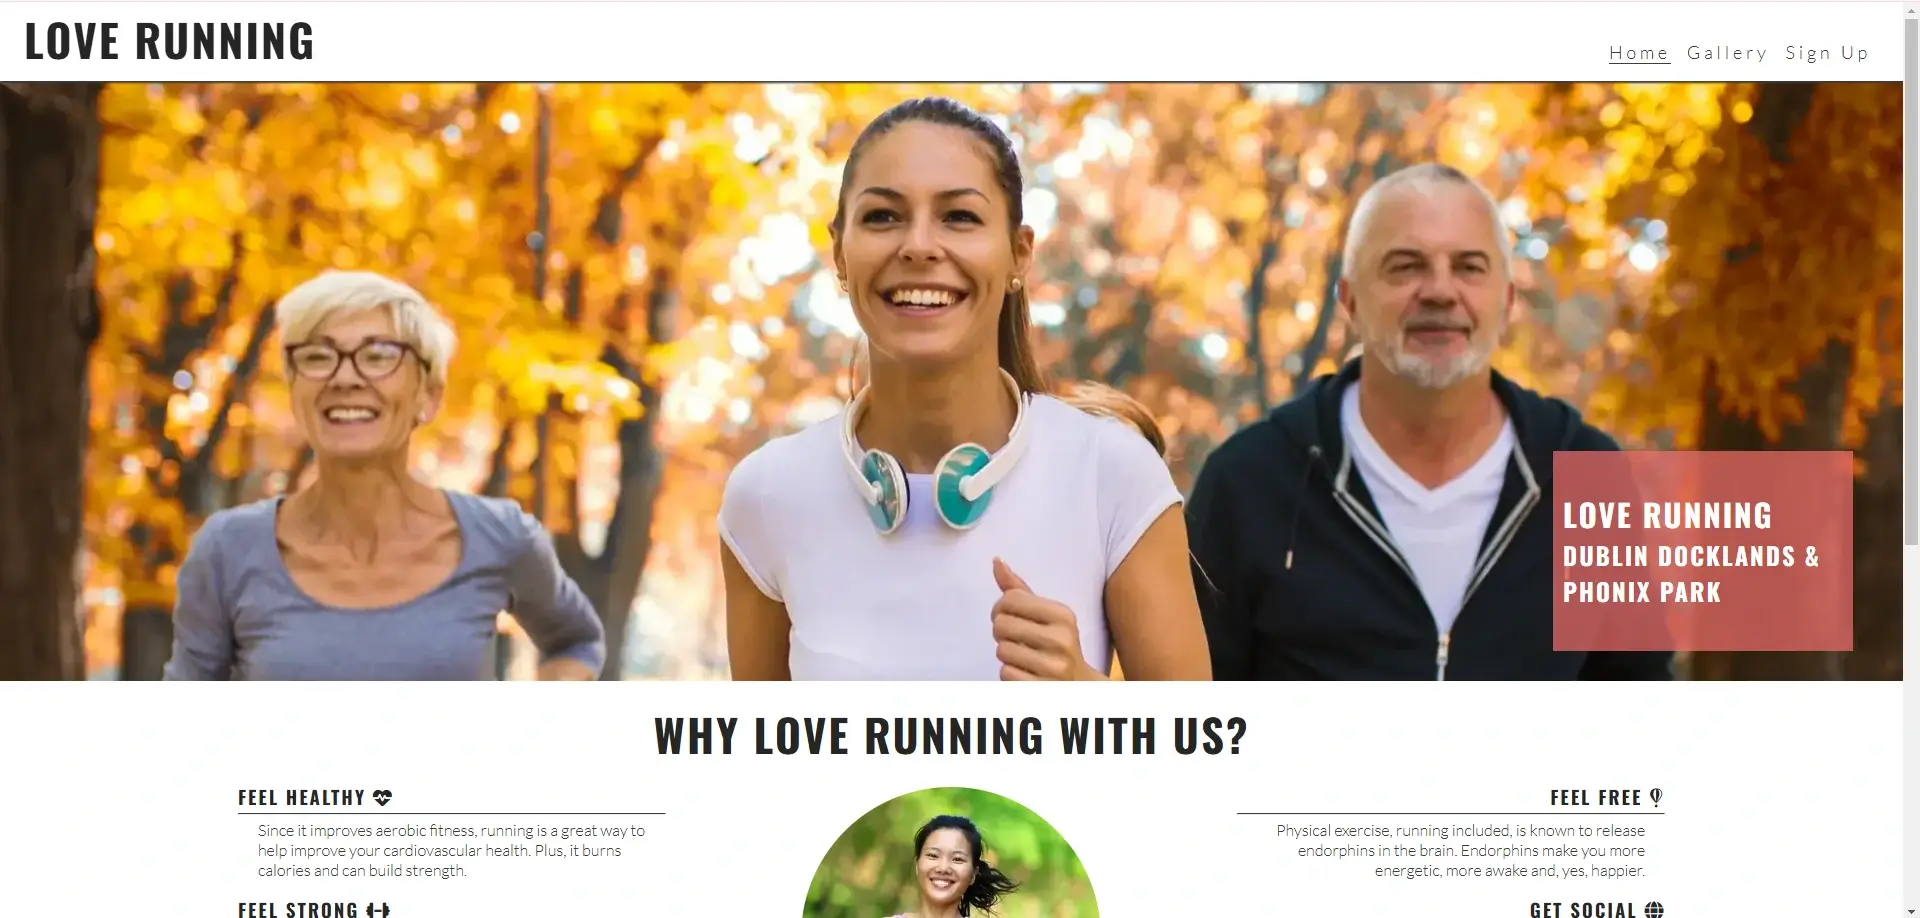 LOVE RUNNING
Home Gallery Sign Up
LOVE RUNNING
DUBLIN DOCKLANDS &
PHONIX PARK
WHY LOVE RUNNING WITH US?
FEEL HEALTHY
Since it improves aerobic fitness, running is a great way to
help improve your cardiovascular health. Plus, it burns
calories and can build strength.
FEEL STRONG
FEEL FREE
Physical exercise, running included, is known to release
endorphins in the brain. Endorphins make you more
energetic, more awake and, yes, happier.
GET SOCIAL